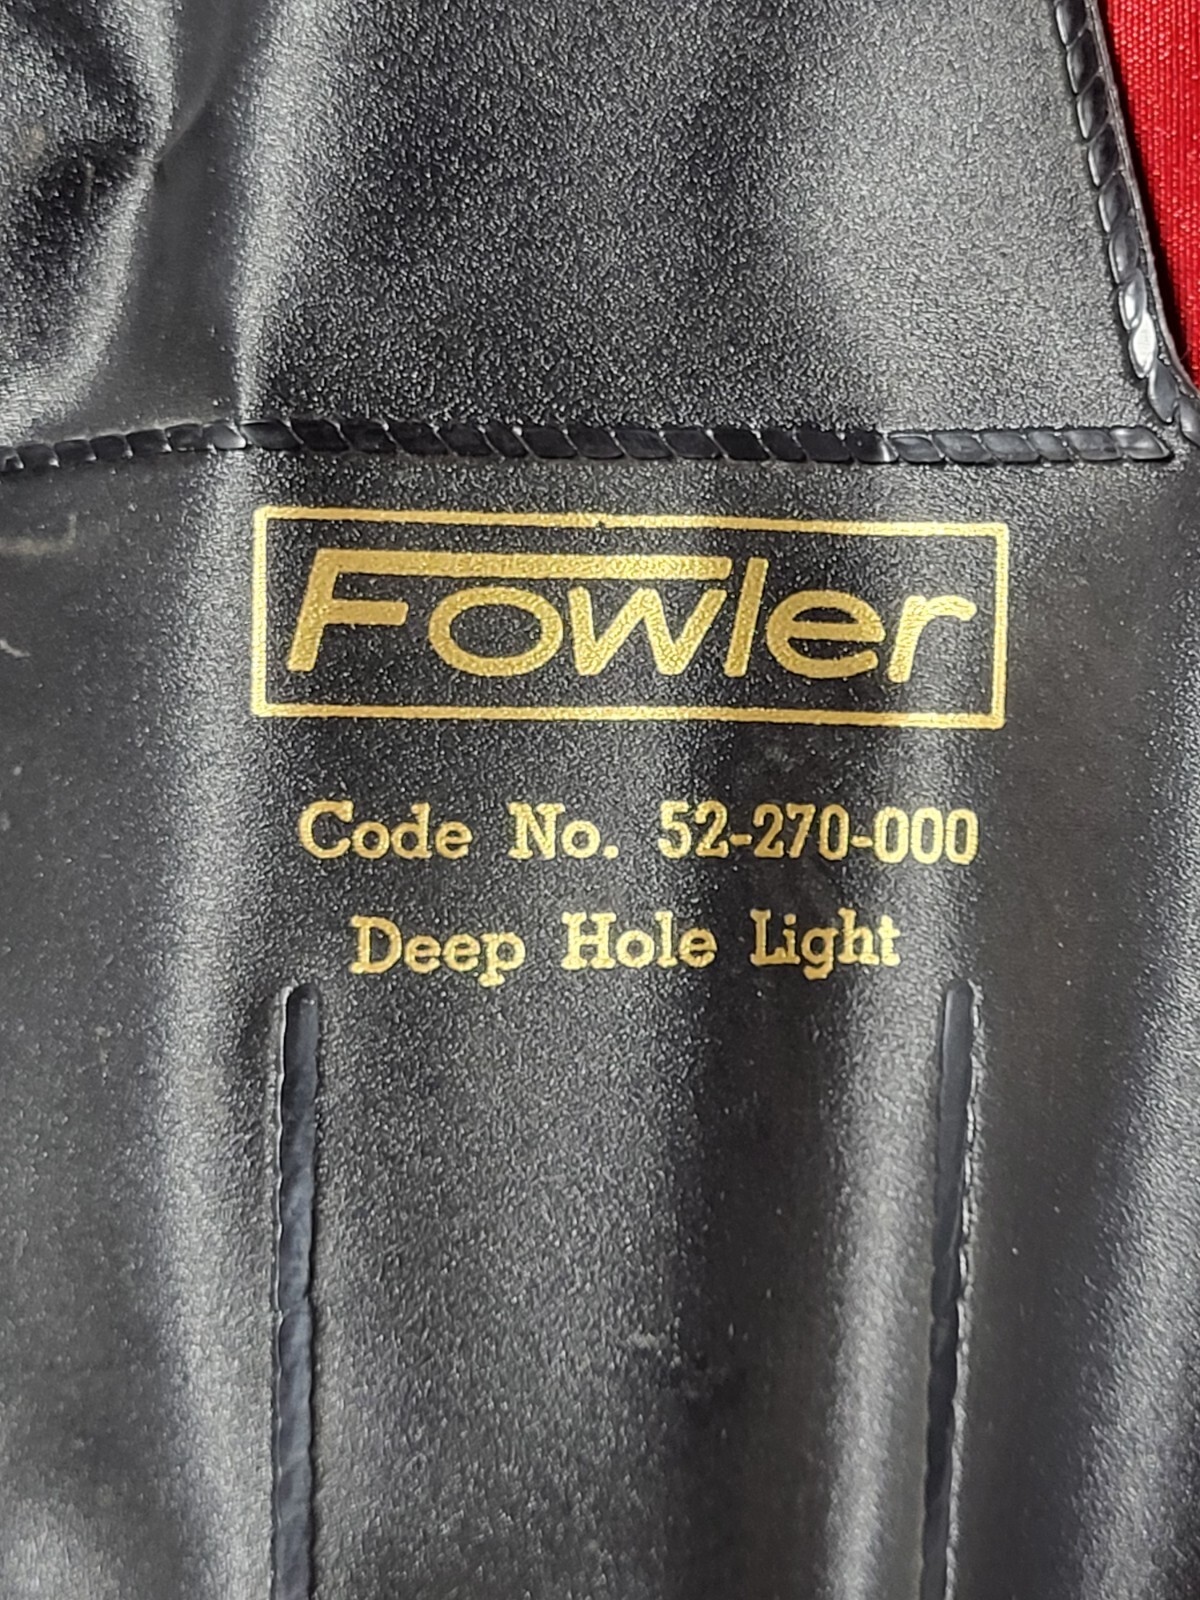 Fowler
Code No. 52-270-000
Deep Hole Light